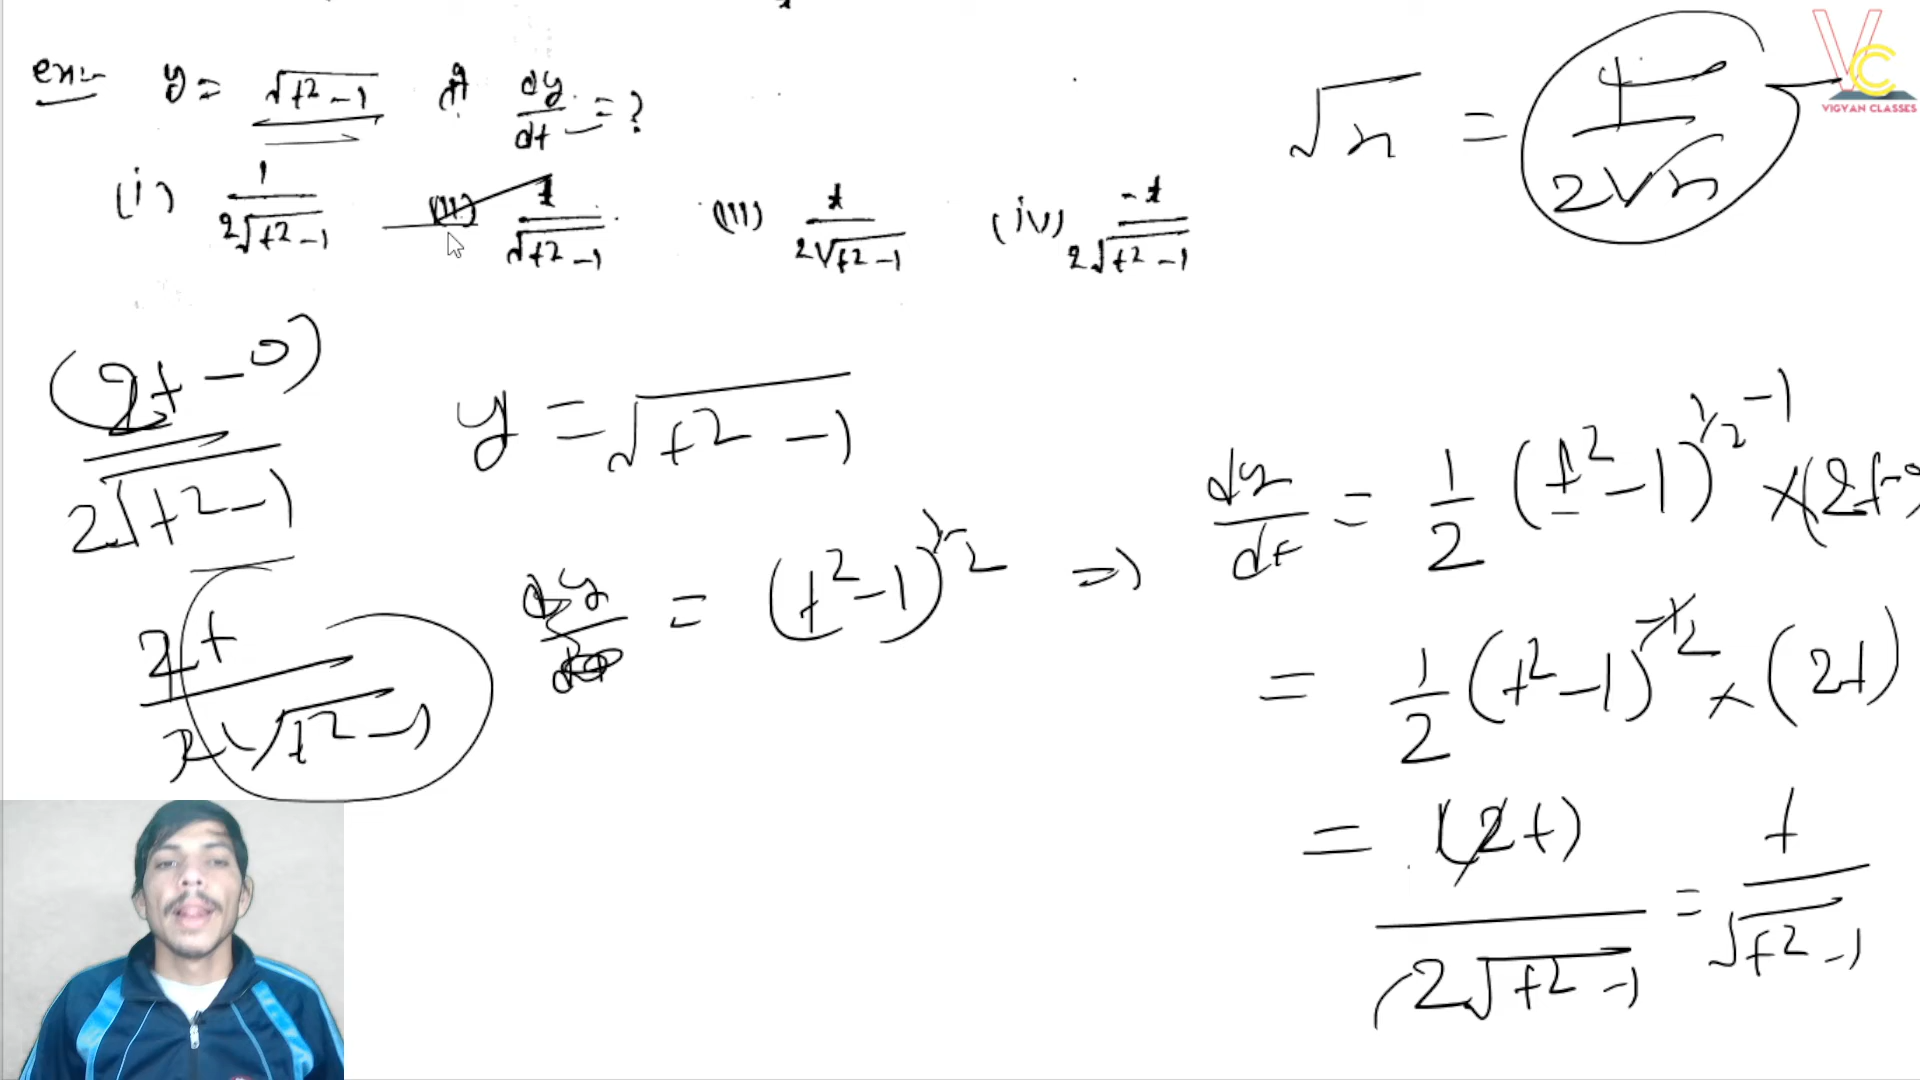 ex:- y = √t²-1 if dy/dt = ?
(i) 1/2√t²-1 (ii) t/√t²-1 (iii) t/2√t²-1 (iv) -t/2√t²-1
√x = 1/2√x
VC
VIGYAN CLASSES
(2t-0)/2√t²-1
2t/2√t²-1
y = √t²-1
dy/dt = (t²-1)^1/2 ⇒ dy/dt = 1/2 (t²-1)^1/2-1 × (2t-0
= 1/2 (t²-1)^-1/2 × (2t)
= (2t)/2√t²-1 = t/√t²-1